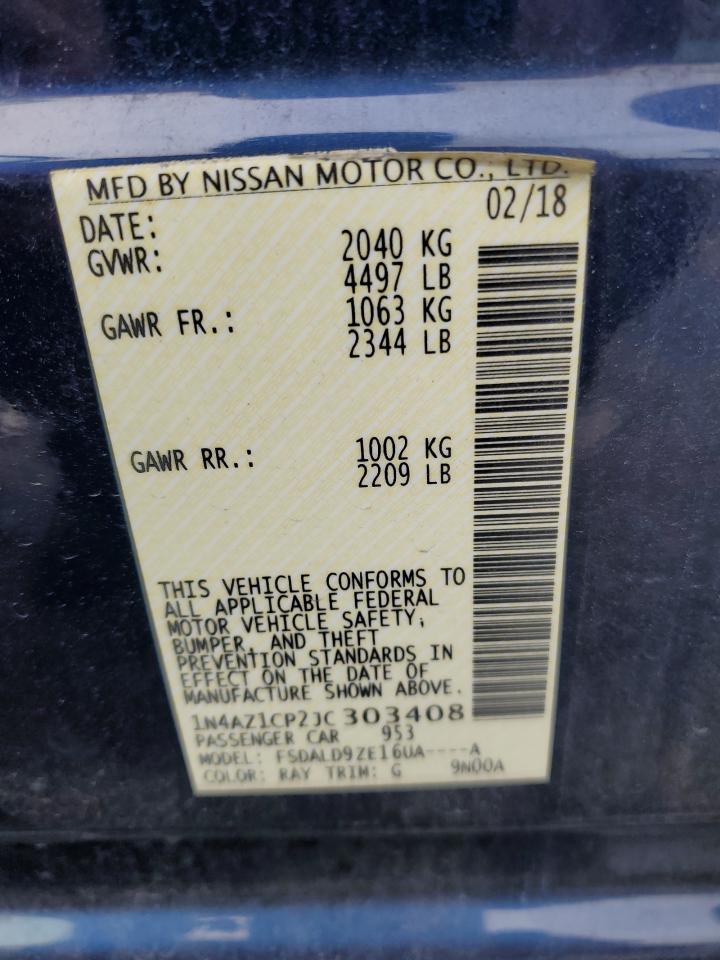 MFD BY NISSAN MOTOR CO., LTD.
DATE: 02/18
GVWR: 2040 KG
4497 LB
GAWR FR.: 1063 KG
2344 LB
GAWR RR.: 1002 KG
2209 LB
THIS VEHICLE CONFORMS TO
ALL APPLICABLE FEDERAL
MOTOR VEHICLE SAFETY,
BUMPER, AND THEFT
PREVENTION STANDARDS IN
EFFECT ON THE DATE OF
MANUFACTURE SHOWN ABOVE.
1N4AZ1CP2JC303408
PASSENGER CAR 953
MODEL: FSDALD9ZE16UA----A
COLOR: RAY TRIM: G 9N00A